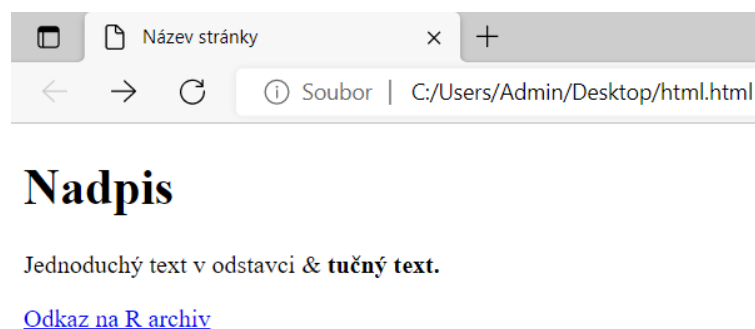 Název stránky
Soubor | C:/Users/Admin/Desktop/html.html
Nadpis
Jednoduchý text v odstavci & tučný text.
Odkaz na R archiv